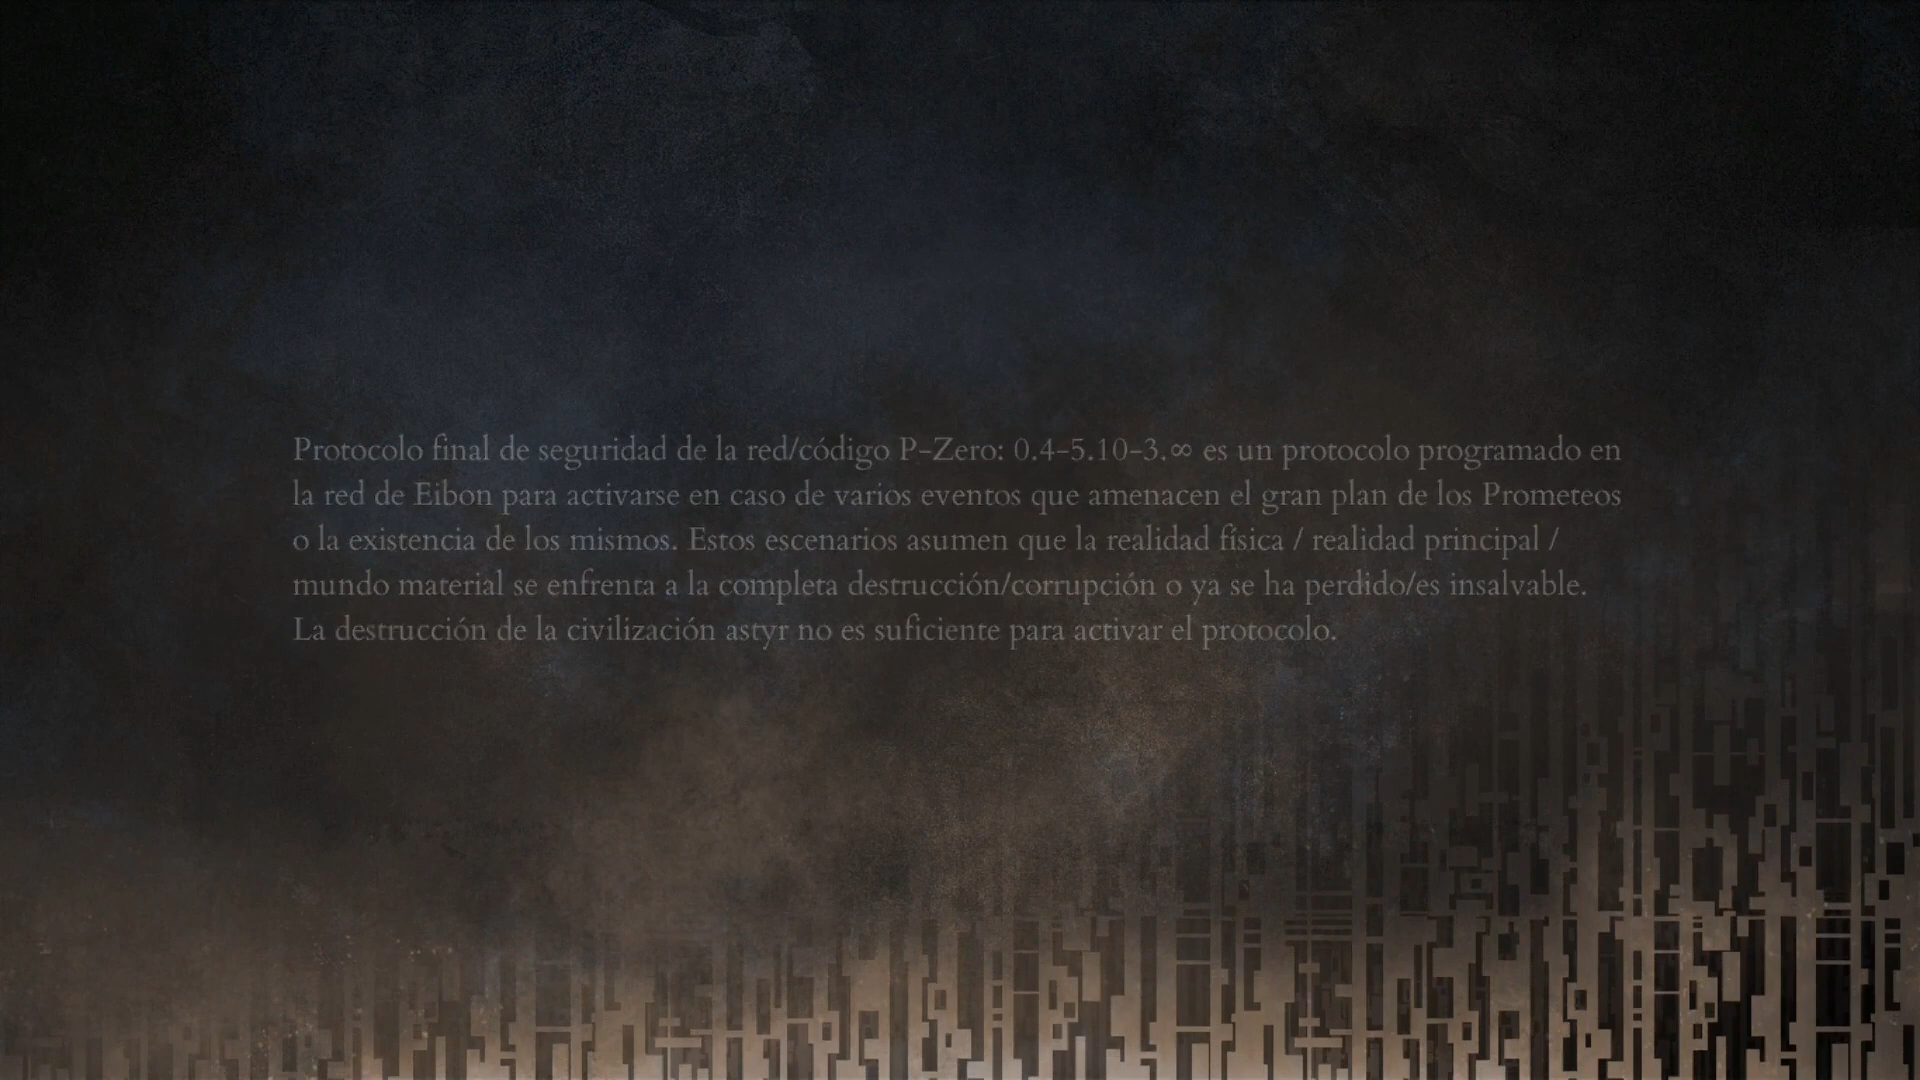 Protocolo final de seguridad de la red/código P-Zero: 0.4-5.10-3.∞ es un protocolo programado en
la red de Eibon para activarse en caso de varios eventos que amenacen el gran plan de los Prometeos
o la existencia de los mismos. Estos escenarios asumen que la realidad física / realidad principal /
mundo material se enfrenta a la completa destrucción/corrupción o ya se ha perdido/es insalvable.
La destrucción de la civilización astyr no es suficiente para activar el protocolo.